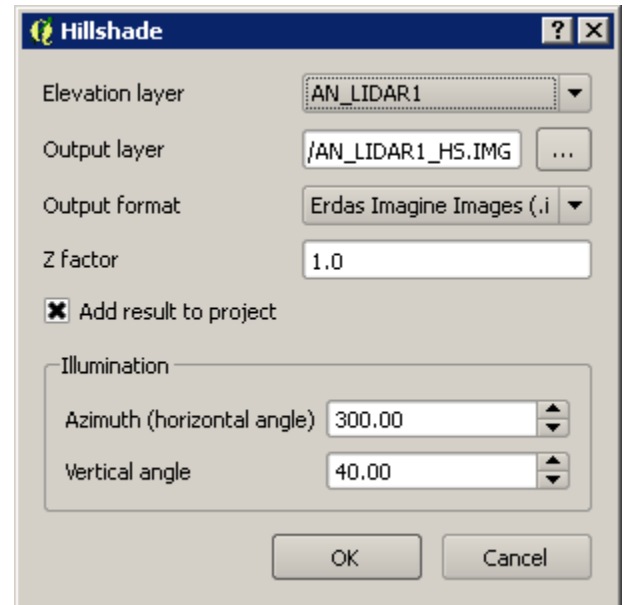 Hillshade
Elevation layer AN_LIDAR1
Output layer /AN_LIDAR1_HS.IMG ...
Output format Erdas Imagine Images (.i
Z factor 1.0
Add result to project
Illumination
Azimuth (horizontal angle) 300.00
Vertical angle 40.00
OK Cancel